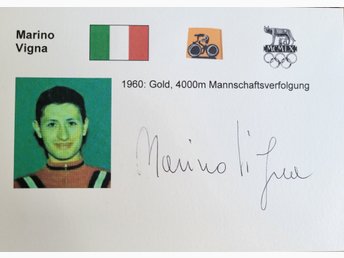 Marino
Vigna
MCMLX
1960: Gold, 4000m Mannschaftsverfolgung
Marino Vigna